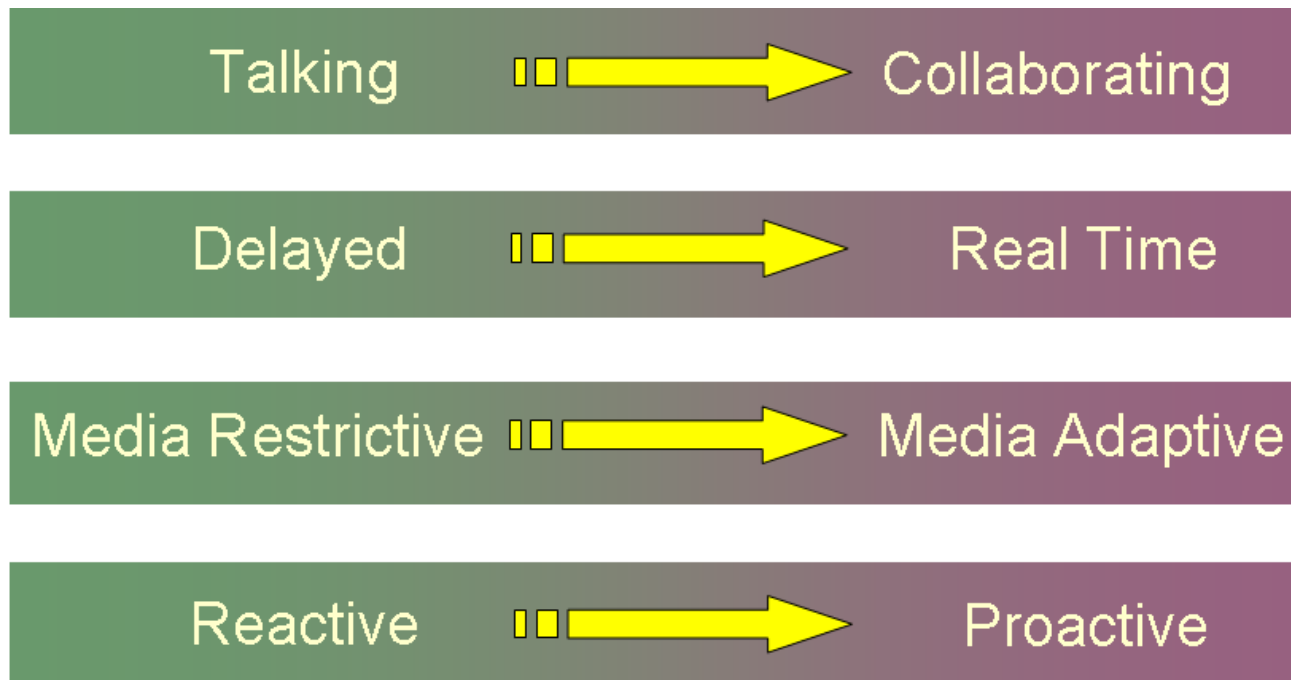 Talking Collaborating
Delayed Real Time
Media Restrictive Media Adaptive
Reactive Proactive